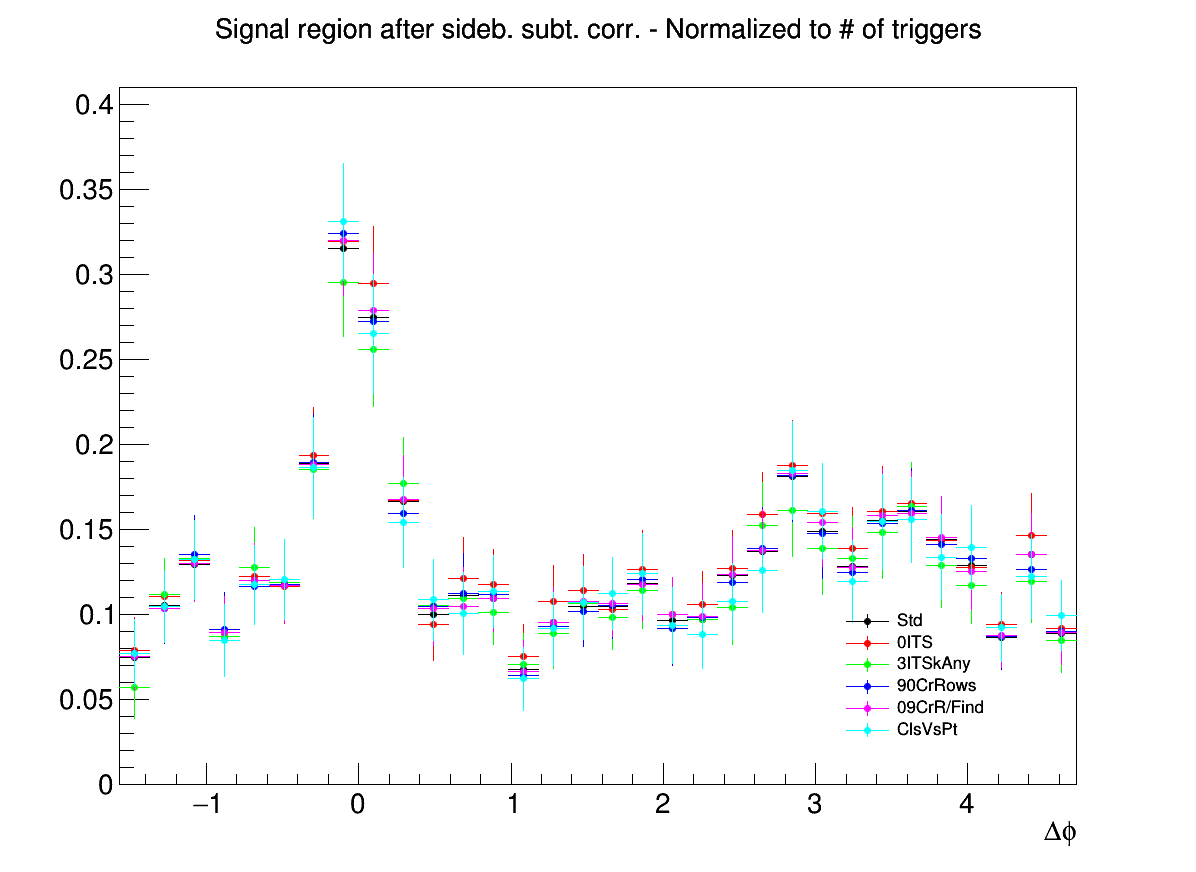 Signal region after sideb. subt. corr. - Normalized to # of triggers
0.4
0.35
0.3
0.25
0.2
0.15
0.1
0.05
0
Std
0ITS
3ITSkAny
90CrRows
09CrR/Find
ClsVsPt
−1 0 1 2 3 4
Δϕ